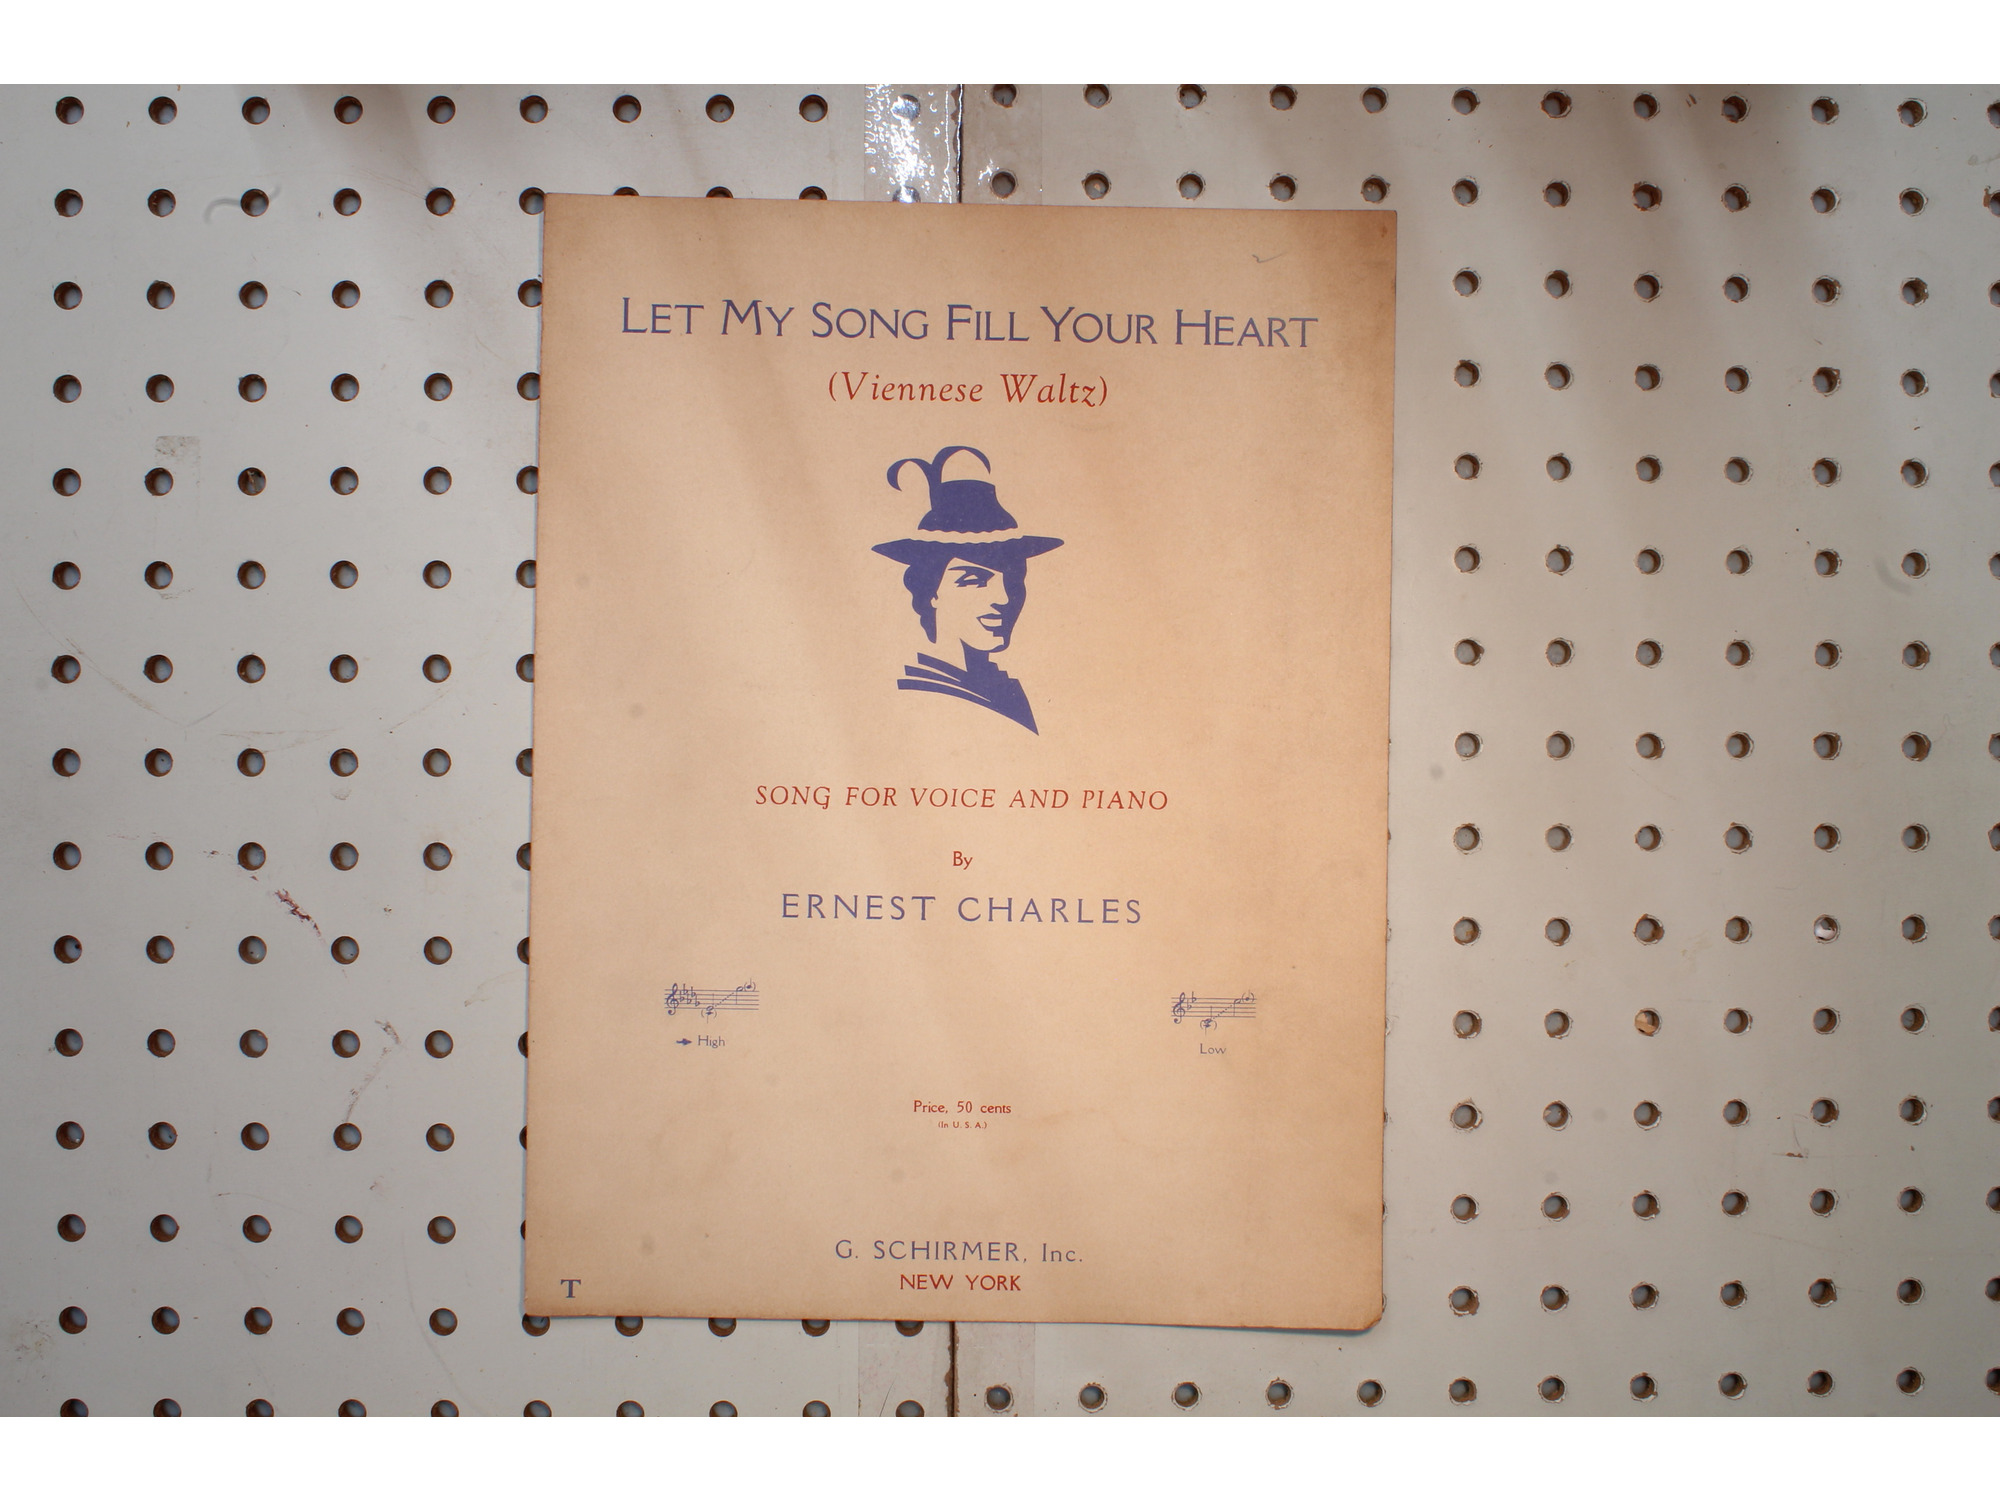 LET MY SONG FILL YOUR HEART
(Viennese Waltz)
SONG FOR VOICE AND PIANO
By
ERNEST CHARLES
High
Low
Price, 50 cents
(In U. S. A.)
G. SCHIRMER, Inc.
NEW YORK
T